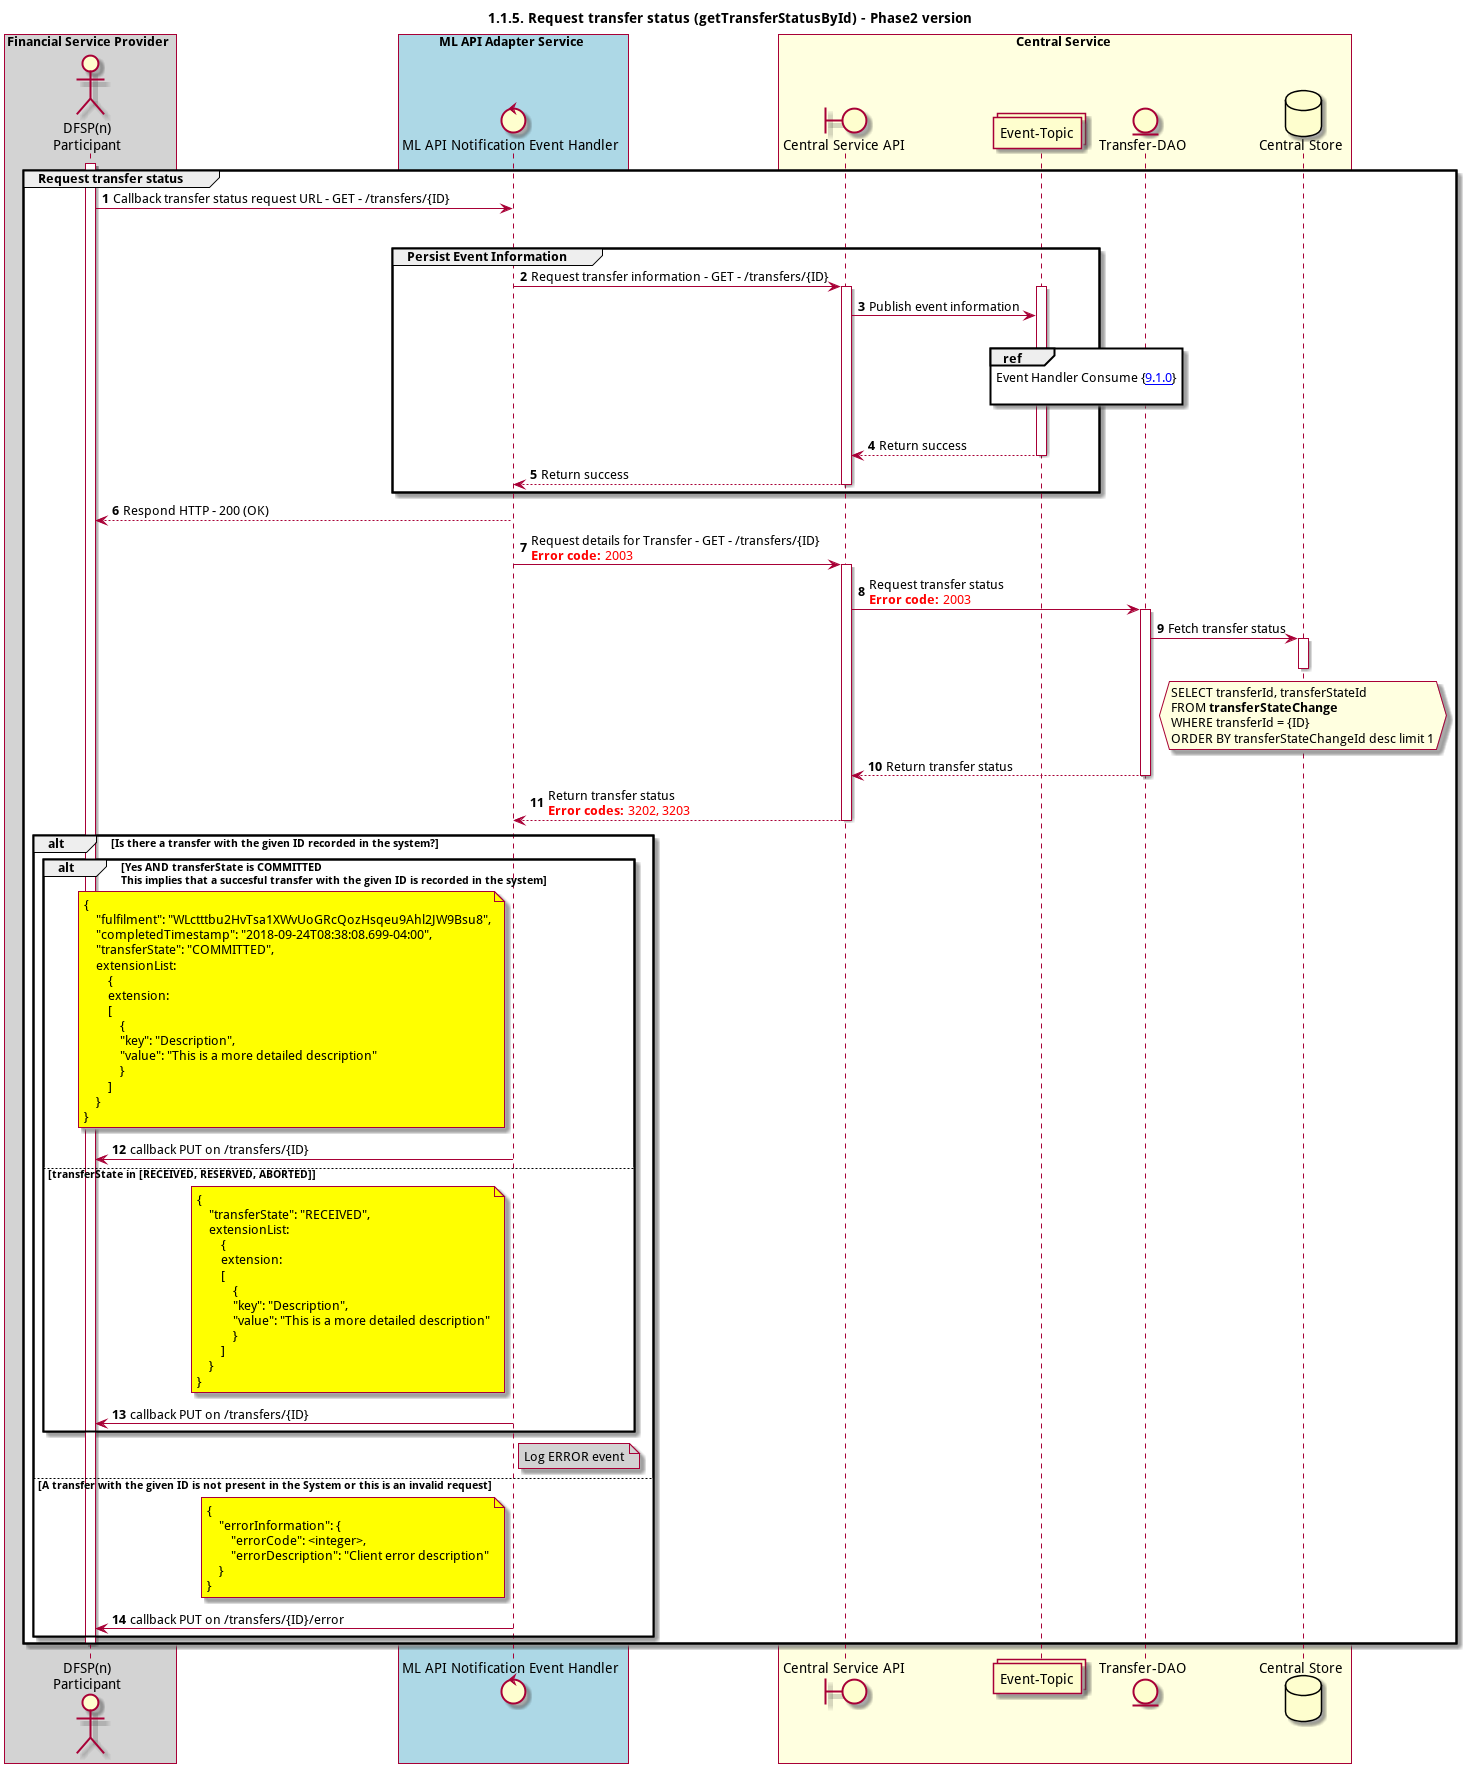 1.1.5. Request transfer status (getTransferStatusById) - Phase2 version
Financial Service Provider
ML API Adapter Service
Central Service
DFSP(n)
Participant
ML API Notification Event Handler
Central Service API
Event-Topic
Transfer-DAO
Central Store
Request transfer status
1 Callback transfer status request URL - GET - /transfers/{ID}
Persist Event Information
2 Request transfer information - GET - /transfers/{ID}
3 Publish event information
ref
Event Handler Consume {9.1.0}
4 Return success
5 Return success
6 Respond HTTP - 200 (OK)
7 Request details for Transfer - GET - /transfers/{ID}
Error code: 2003
8 Request transfer status
Error code: 2003
9 Fetch transfer status
SELECT transferId, transferStateId
FROM transferStateChange
WHERE transferId = {ID}
ORDER BY transferStateChangeId desc limit 1
10 Return transfer status
11 Return transfer status
Error codes: 3202, 3203
alt [Is there a transfer with the given ID recorded in the system?]
alt [Yes AND transferState is COMMITTED
This implies that a succesful transfer with the given ID is recorded in the system]
{
"fulfilment": "WLctttbu2HvTsa1XWvUoGRcQozHsqeu9Ahl2JW9Bsu8",
"completedTimestamp": "2018-09-24T08:38:08.699-04:00",
"transferState": "COMMITTED",
extensionList:
{
extension:
[
{
"key": "Description",
"value": "This is a more detailed description"
}
]
}
}
12 callback PUT on /transfers/{ID}
[transferState in [RECEIVED, RESERVED, ABORTED]]
{
"transferState": "RECEIVED",
extensionList:
{
extension:
[
{
"key": "Description",
"value": "This is a more detailed description"
}
]
}
}
13 callback PUT on /transfers/{ID}
Log ERROR event
[A transfer with the given ID is not present in the System or this is an invalid request]
{
"errorInformation": {
"errorCode": <integer>,
"errorDescription": "Client error description"
}
}
14 callback PUT on /transfers/{ID}/error
DFSP(n)
Participant
ML API Notification Event Handler
Central Service API
Event-Topic
Transfer-DAO
Central Store